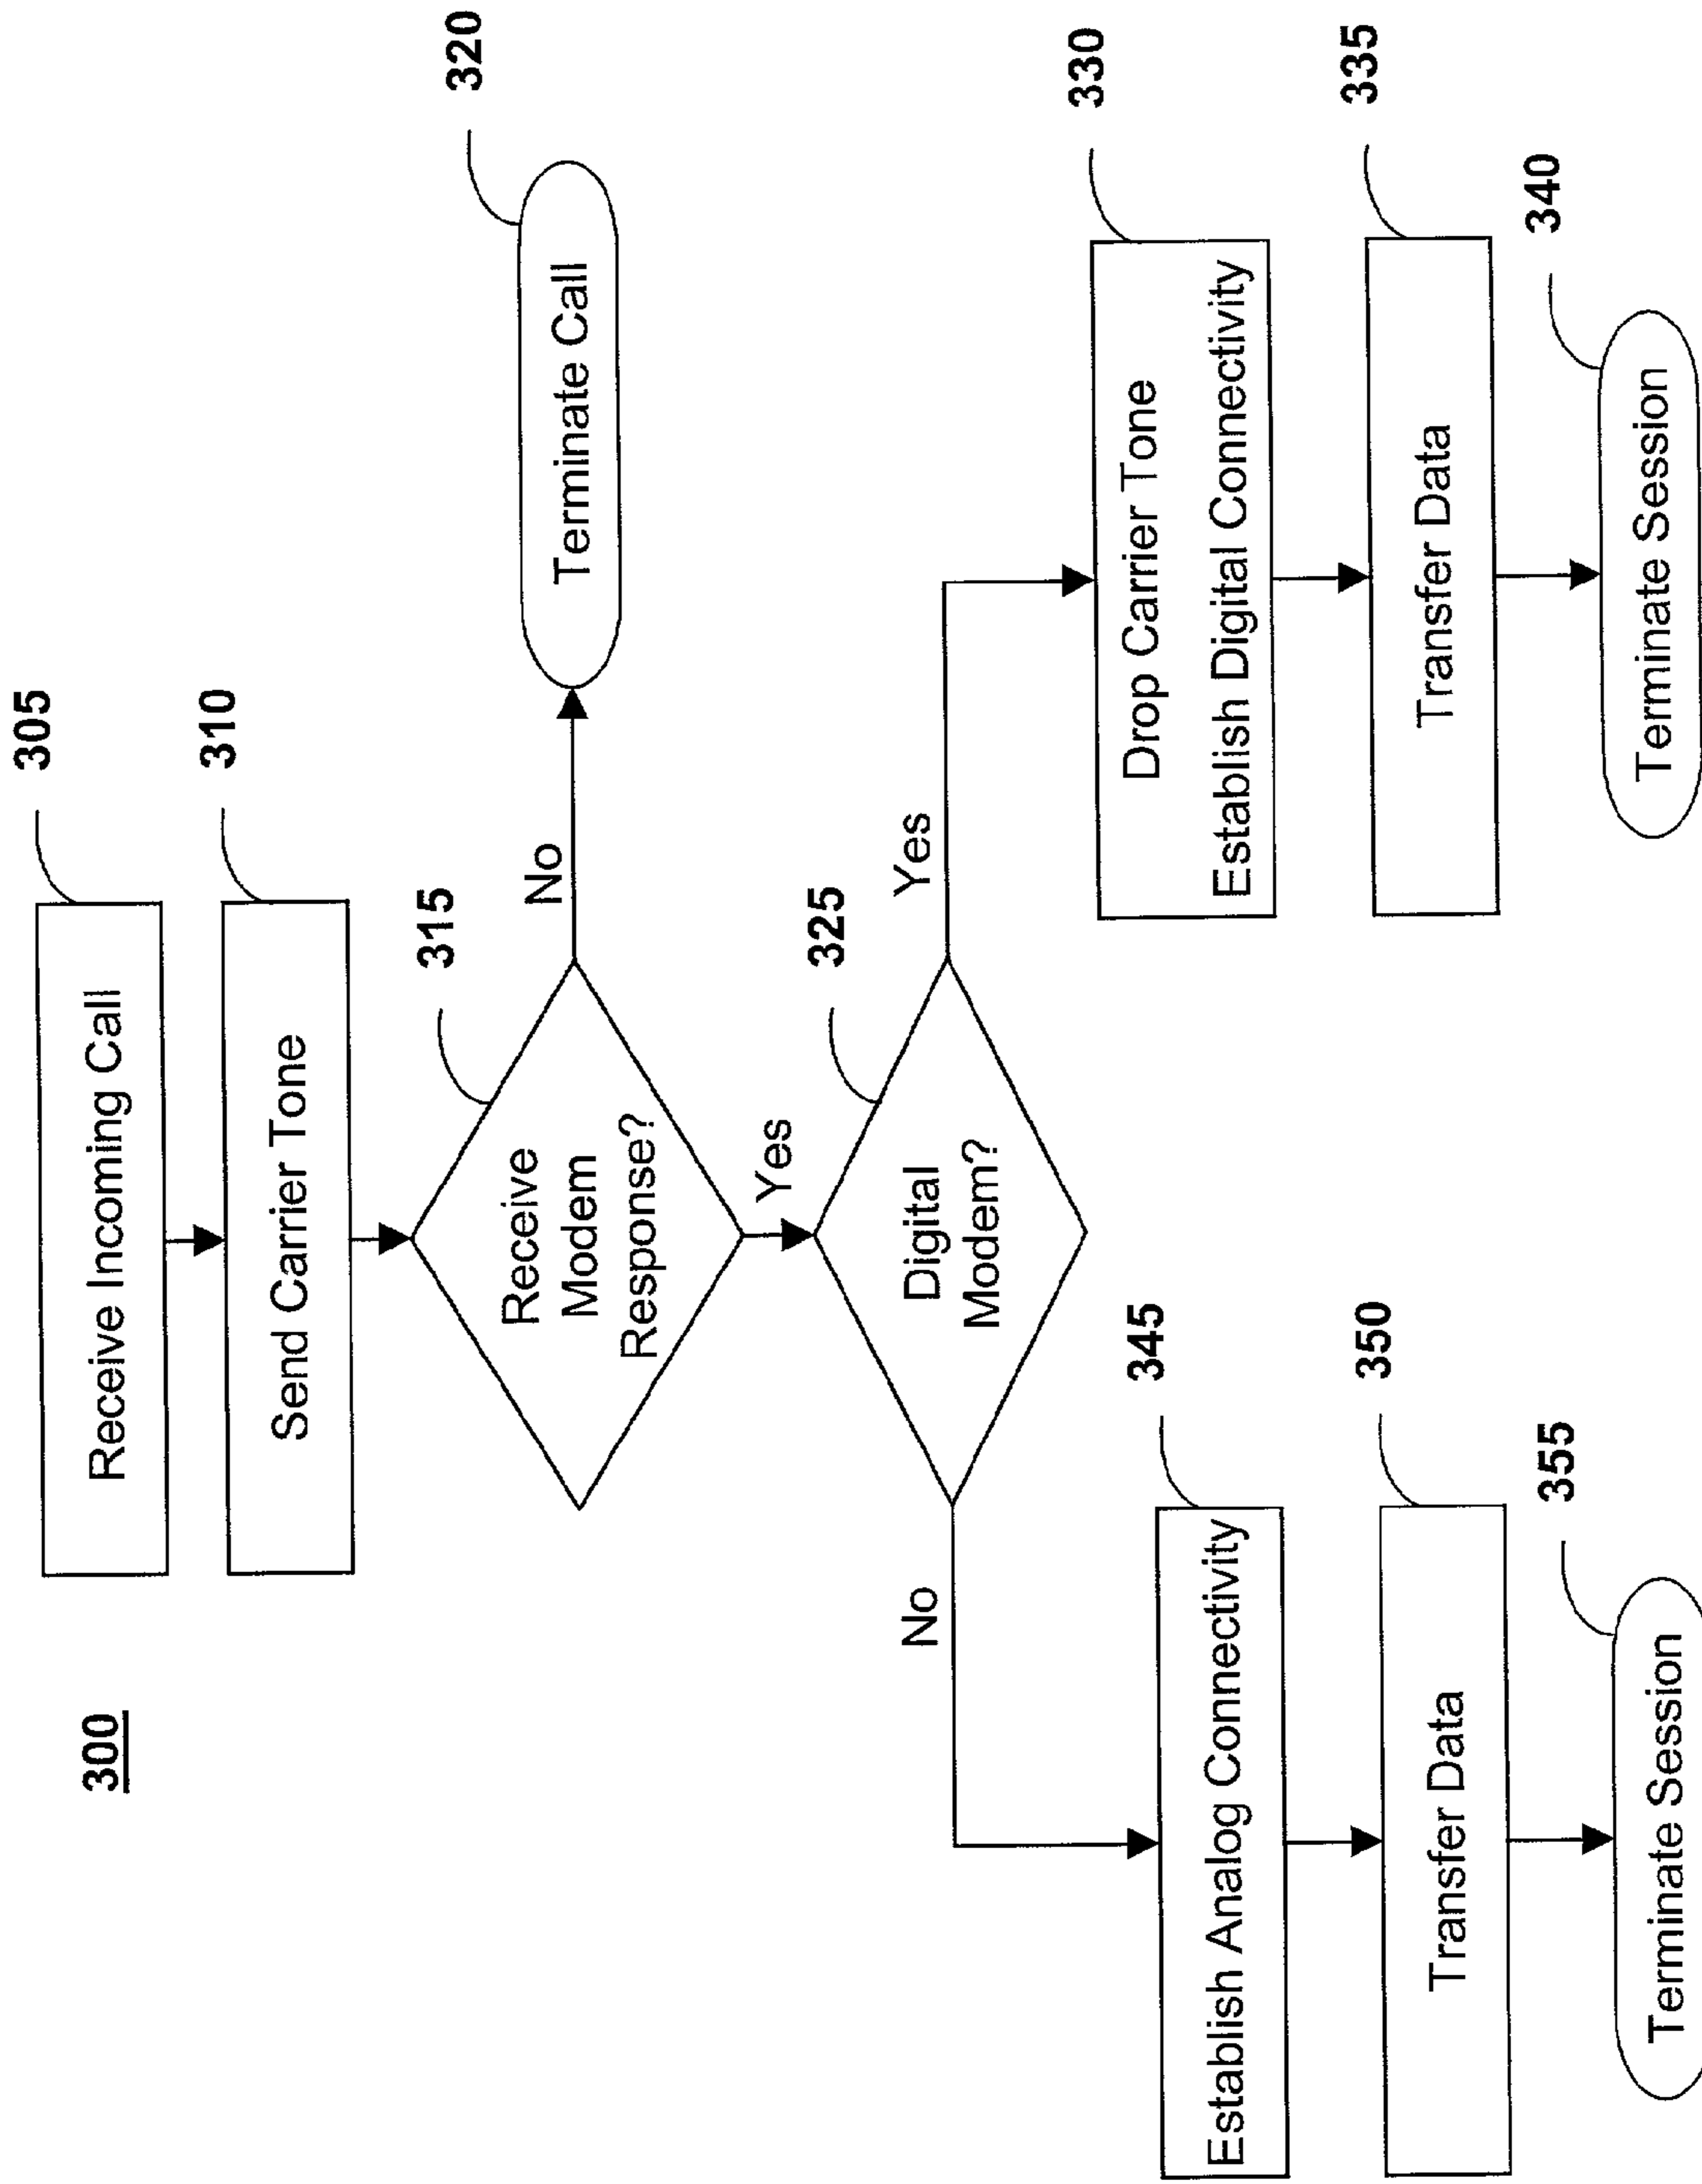 300
305
Receive Incoming Call
310
Send Carrier Tone
315
Receive
Modem
Response?
No
320
Terminate Call
Yes
325
Digital
Modem?
Yes
330
Drop Carrier Tone
Establish Digital Connectivity
335
Transfer Data
340
Terminate Session
No
345
Establish Analog Connectivity
350
Transfer Data
355
Terminate Session